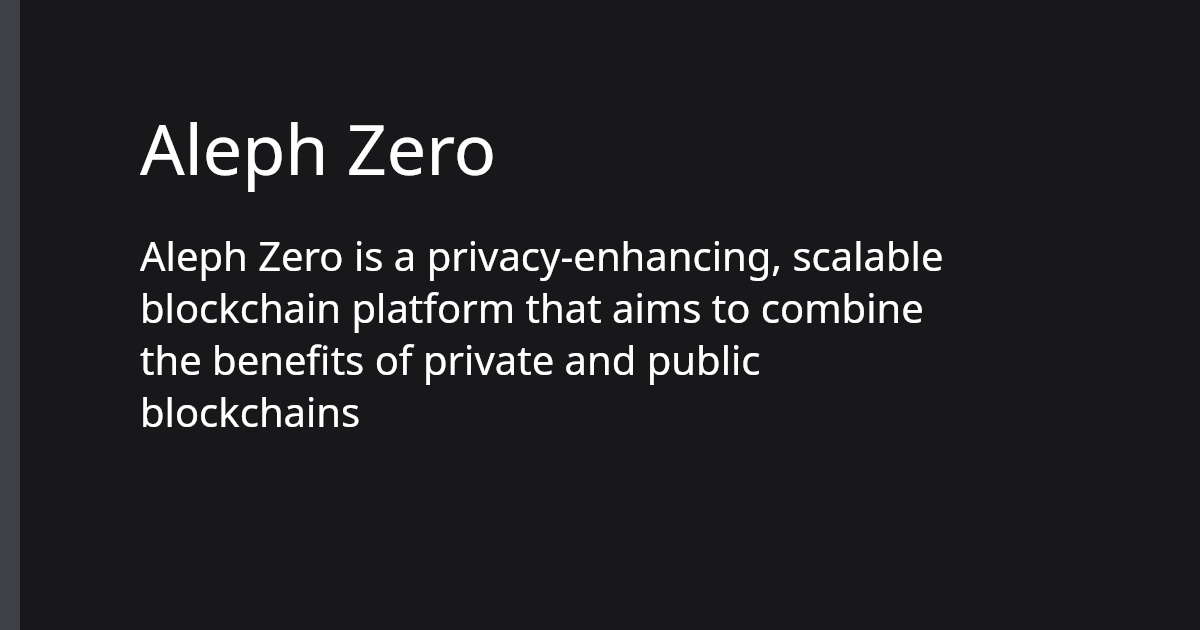 Aleph Zero
Aleph Zero is a privacy-enhancing, scalable
blockchain platform that aims to combine
the benefits of private and public
blockchains